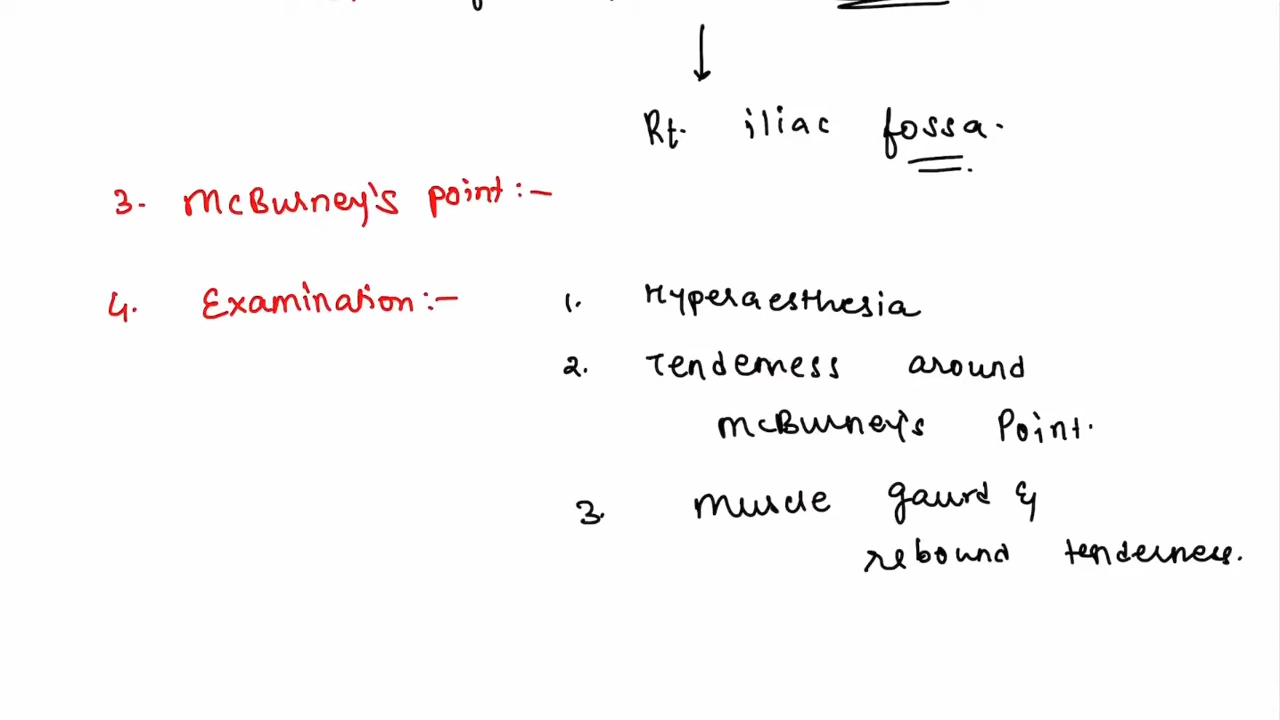 Rt. iliac fossa.
3. McBurney's point:-
4. Examination:- 1. Hyperaesthesia
2. Tenderness around
McBurney's Point.
3. Muscle gaurd &
rebound tenderness.